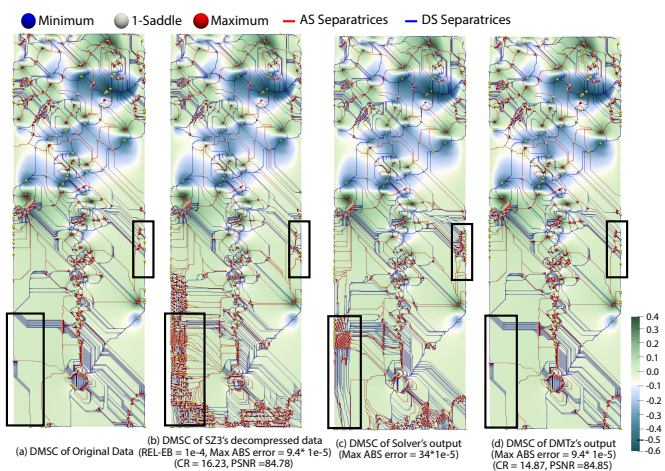 Minimum 1-Saddle Maximum AS Separatrices DS Separatrices
0.4
0.3
0.2
0.1
0.0
-0.1
-0.2
-0.3
-0.4
-0.5
-0.6
(a) DMSC of Original Data
(b) DMSC of SZ3's decompressed data
(REL-EB = 1e-4, Max ABS error = 9.4* 1e-5)
(CR = 16.23, PSNR =84.78)
(c) DMSC of Solver's output
(Max ABS error = 34*1e-5)
(d) DMSC of DMTz's output
(Max ABS error = 9.4* 1e-5)
(CR = 14.87, PSNR=84.85)